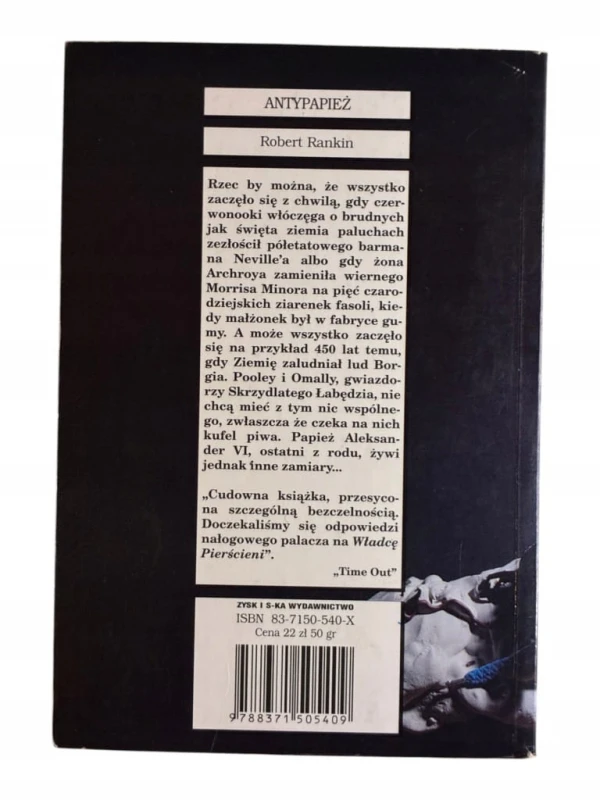 ANTYPAPIEŻ
Robert Rankin
Rzec by można, że wszystko
zaczęło się z chwilą, gdy czer-
wonooki włóczęga o brudnych
jak święta ziemia paluchach
zezłościł półetatowego barma-
na Neville'a albo gdy żona
Archroya zamieniła wiernego
Morrisa Minora na pięć czaro-
dziejskich ziarenek fasoli, kie-
dy małżonek był w fabryce gu-
my. A może wszystko zaczęło
się na przykład 450 lat temu,
gdy Ziemię zaludniał lud Bor-
gia. Pooley i Omally, gwiazdo-
rzy Skrzydlatego Łabędzia, nie
chcą mieć z tym nic wspólne-
go, zwłaszcza że czeka na nich
kufel piwa. Papież Aleksan-
der VI, ostatni z rodu, żywi
jednak inne zamiary...
„Cudowna książka, przesyco-
na szczególną bezczelnością.
Doczekaliśmy się odpowiedzi
nałogowego palacza na Władcę
Pierścieni”.
„Time Out”
ZYSK I S-KA WYDAWNICTWO
ISBN 83-7150-540-X
Cena 22 zł 50 gr
9788371505409